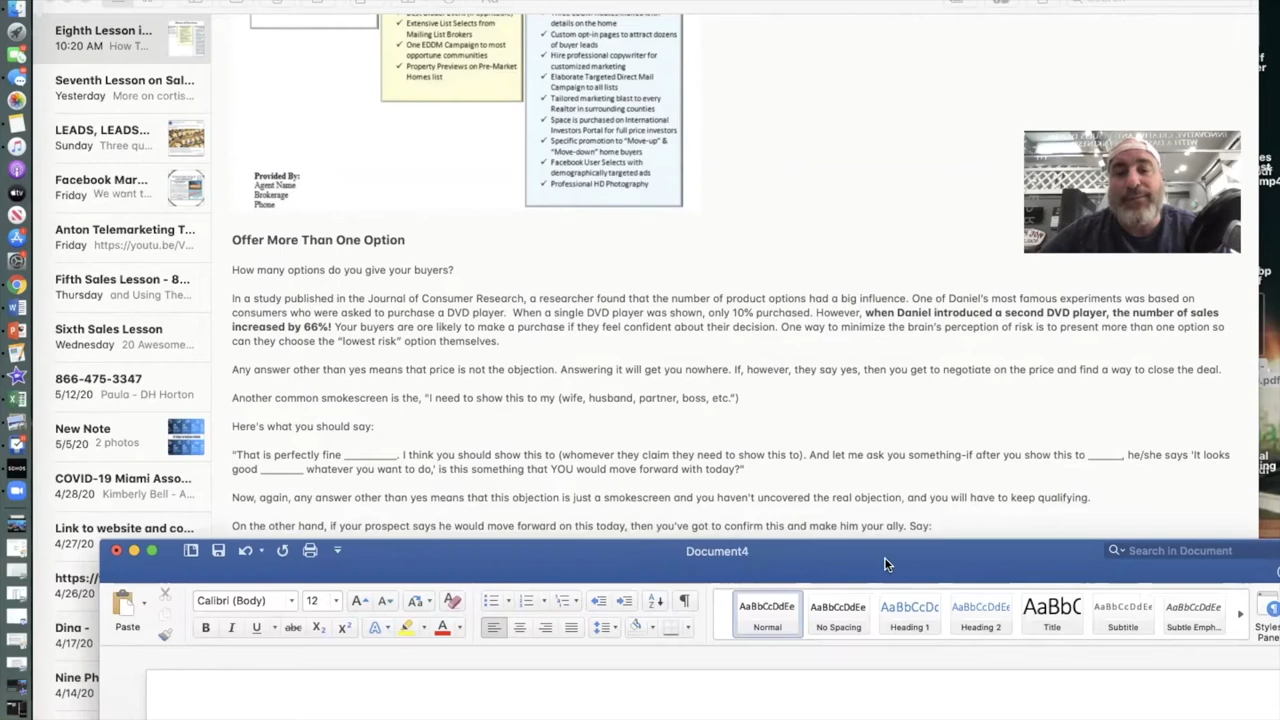 Eighth Lesson i...
10:20 AM How T...
Seventh Lesson on Sal...
Yesterday More on cortis...
LEADS, LEADS...
Sunday Three qu...
Facebook Mar...
Friday We want t...
Anton Telemarketing T...
Friday https://youtu.be/V...
Fifth Sales Lesson - 8...
Thursday and Using The...
Sixth Sales Lesson
Wednesday 20 Awesome...
866-475-3347
5/12/20 Paula - DH Horton
New Note
5/5/20 2 photos
COVID-19 Miami Asso...
4/28/20 Kimberly Bell - A...
Link to website and co...
4/27/20
https:/
4/26/20
Dina -
4/17/20
Nine Ph
4/14/20
Extensive List Selects from
Mailing List Brokers
One EDDM Campaign to most
opportune communities
Property Previews on Pre-Market
Homes list
details on the home
Custom opt-in pages to attract dozens
of buyer leads
Hire professional copywriter for
customized marketing
Elaborate Targeted Direct Mail
Campaign to all lists
Tailored marketing blast to every
Realtor in surrounding counties
Space is purchased on International
Investors Portal for full price investors
Specific promotion to "Move-up" &
"Move-down" home buyers
Facebook User Selects with
demographically targeted ads
Professional HD Photography
Provided By:
Agent Name
Brokerage
Phone
Offer More Than One Option
How many options do you give your buyers?
In a study published in the Journal of Consumer Research, a researcher found that the number of product options had a big influence. One of Daniel's most famous experiments was based on
consumers who were asked to purchase a DVD player. When a single DVD player was shown, only 10% purchased. However, when Daniel introduced a second DVD player, the number of sales
increased by 66%! Your buyers are ore likely to make a purchase if they feel confident about their decision. One way to minimize the brain's perception of risk is to present more than one option so
can they choose the "lowest risk" option themselves.
Any answer other than yes means that price is not the objection. Answering it will get you nowhere. If, however, they say yes, then you get to negotiate on the price and find a way to close the deal.
Another common smokescreen is the, "I need to show this to my (wife, husband, partner, boss, etc.")
Here's what you should say:
"That is perfectly fine _________. I think you should show this to (whomever they claim they need to show this to). And let me ask you something-if after you show this to ______, he/she says 'It looks
good _______ whatever you want to do,' is this something that YOU would move forward with today?"
Now, again, any answer other than yes means that this objection is just a smokescreen and you haven't uncovered the real objection, and you will have to keep qualifying.
On the other hand, if your prospect says he would move forward on this today, then you've got to confirm this and make him your ally. Say:
Document4
Search in Document
Paste
Calibri (Body)
12
B I U abc X₂ X²
AaBbCcDdEe
Normal
AaBbCcDdEe
No Spacing
AaBbCcDc
Heading 1
AaBbCcDdEe
Heading 2
AaBbC
Title
AaBbCcDdEe
Subtitle
AaBbCcDdEe
Subtle Emph...
Styles
Pane